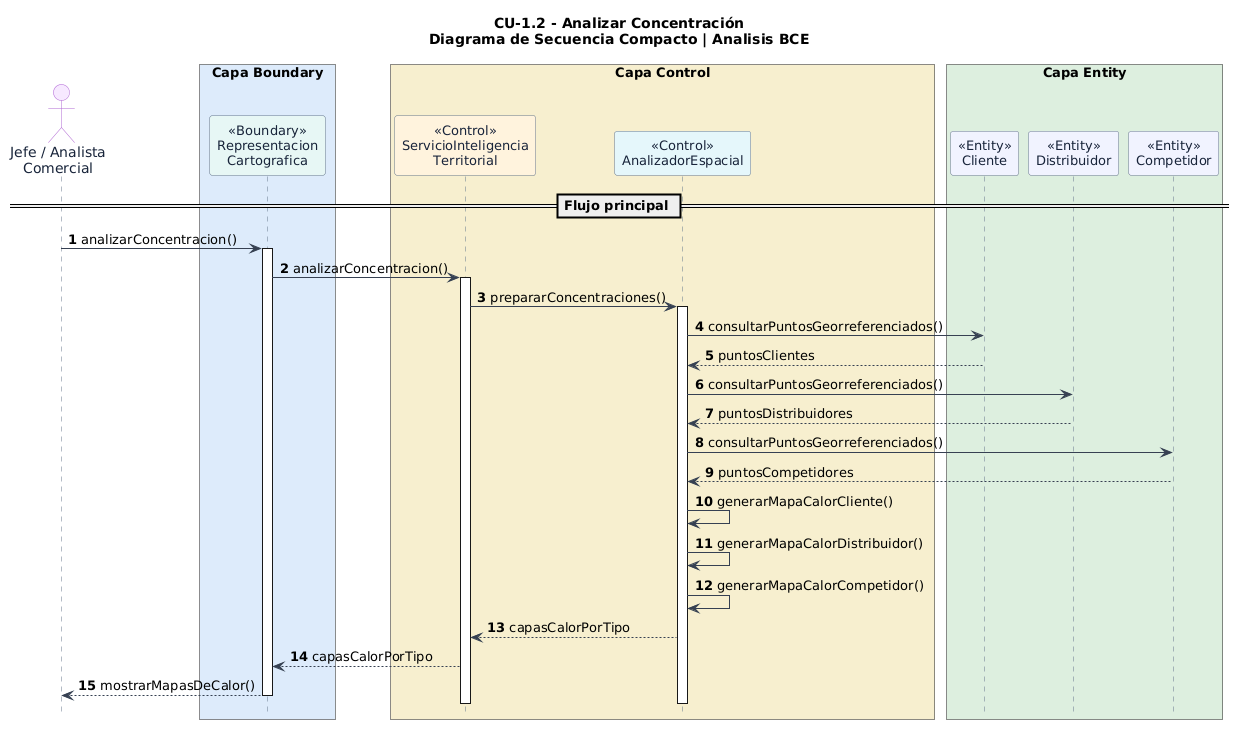 CU-1.2 - Analizar Concentración
Diagrama de Secuencia Compacto | Analisis BCE
Capa Boundary
Capa Control
Capa Entity
Jefe / Analista
Comercial
«Boundary»
Representacion
Cartografica
«Control»
ServicioInteligencia
Territorial
«Control»
AnalizadorEspacial
«Entity»
Cliente
«Entity»
Distribuidor
«Entity»
Competidor
Flujo principal
1 analizarConcentracion()
2 analizarConcentracion()
3 prepararConcentraciones()
4 consultarPuntosGeorreferenciados()
5 puntosClientes
6 consultarPuntosGeorreferenciados()
7 puntosDistribuidores
8 consultarPuntosGeorreferenciados()
9 puntosCompetidores
10 generarMapaCalorCliente()
11 generarMapaCalorDistribuidor()
12 generarMapaCalorCompetidor()
13 capasCalorPorTipo
14 capasCalorPorTipo
15 mostrarMapasDeCalor()